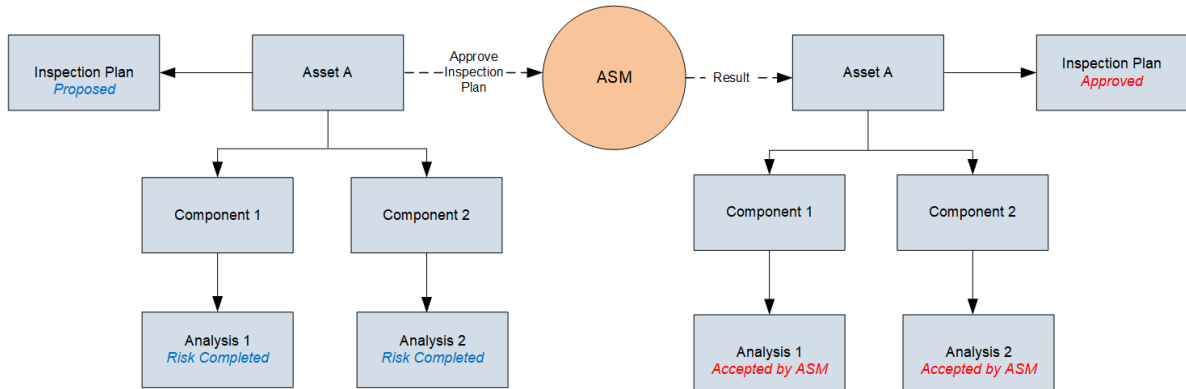 Inspection Plan
Proposed
Asset A
Approve
Inspection
Plan
ASM
Result
Asset A
Inspection Plan
Approved
Component 1
Component 2
Component 1
Component 2
Analysis 1
Risk Completed
Analysis 2
Risk Completed
Analysis 1
Accepted by ASM
Analysis 2
Accepted by ASM